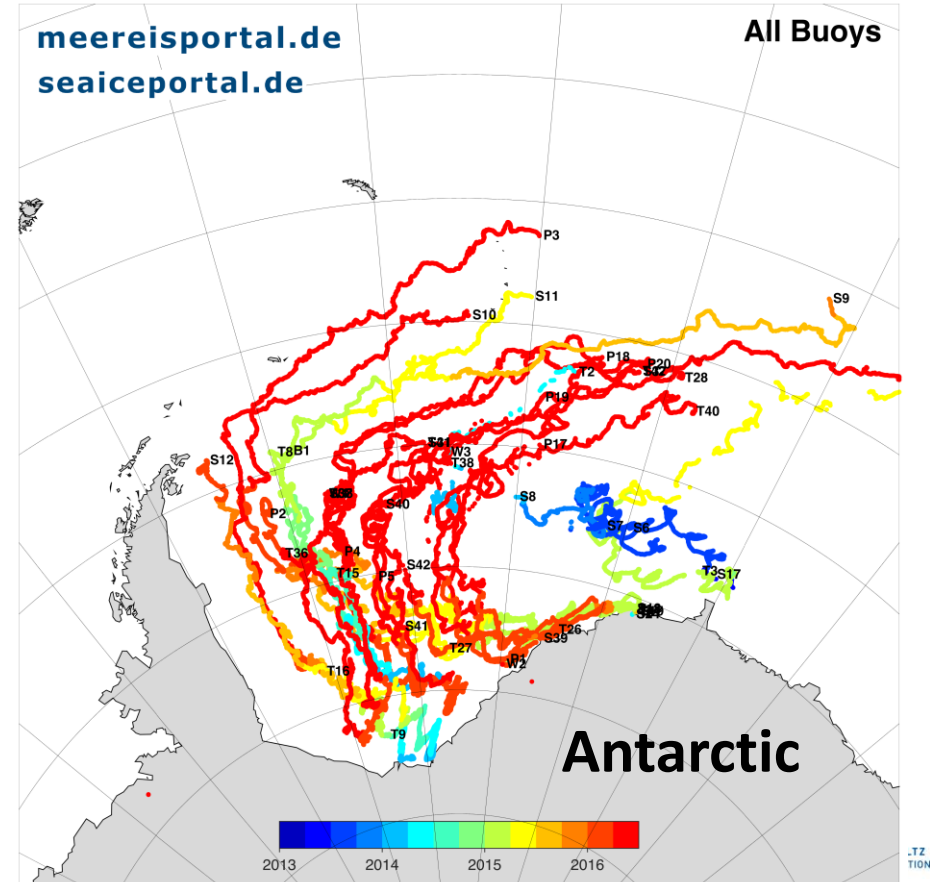 meereisportal.de
seaiceportal.de
All Buoys
P3
S11
S9
S10
P18
P20
T2
T28
P19
T40
P17
T8B1
S12
W3
T38
S8
S40
P2
S7
T36
P4
T15
P5
S42
T3
S17
S41
T26
S39
T27
P1
W2
T16
T9
Antarctic
2013 2014 2015 2016
LTZ
TION